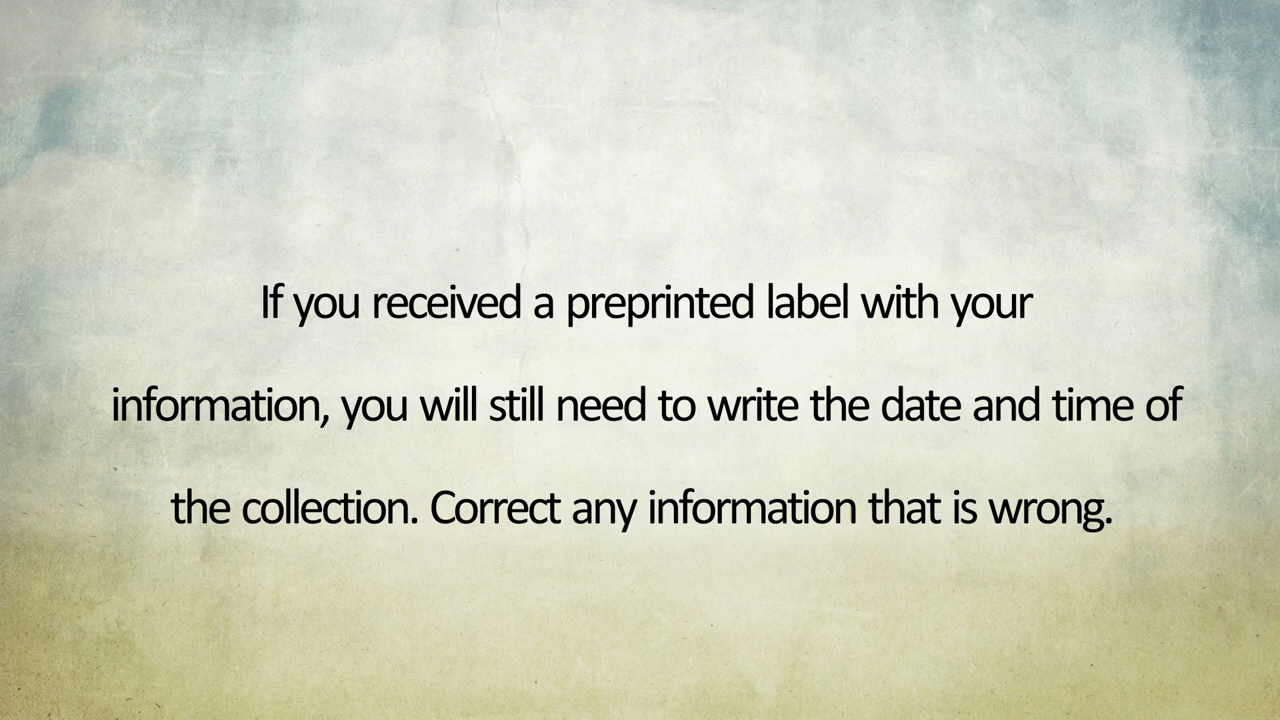 If you received a preprinted label with your
information, you will still need to write the date and time of
the collection. Correct any information that is wrong.